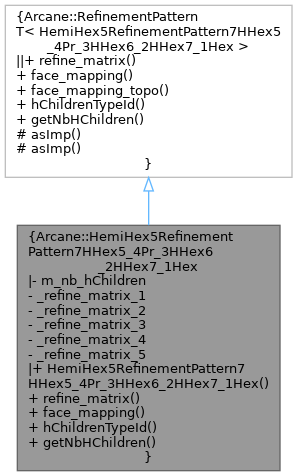 {Arcane::RefinementPattern
T< HemiHex5RefinementPattern7HHex5
_4Pr_3HHex6_2HHex7_1Hex >
||+ refine_matrix()
+ face_mapping()
+ face_mapping_topo()
+ hChildrenTypeId()
+ getNbHChildren()
# asImp()
# asImp()
}
{Arcane::HemiHex5Refinement
Pattern7HHex5_4Pr_3HHex6
_2HHex7_1Hex
|- m_nb_hChildren
- _refine_matrix_1
- _refine_matrix_2
- _refine_matrix_3
- _refine_matrix_4
- _refine_matrix_5
|+ HemiHex5RefinementPattern7
HHex5_4Pr_3HHex6_2HHex7_1Hex()
+ refine_matrix()
+ face_mapping()
+ hChildrenTypeId()
+ getNbHChildren()
}